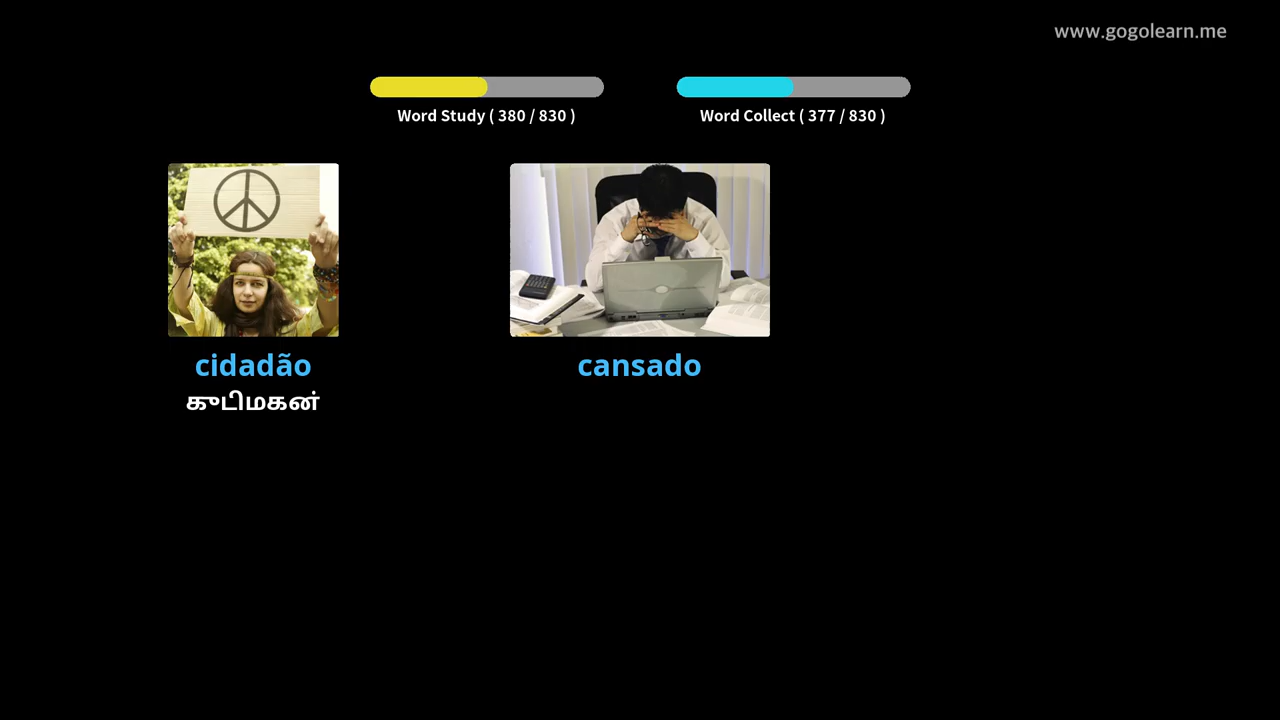 www.gogolearn.me
Word Study ( 380 / 830 )
Word Collect ( 377 / 830 )
cidadão
குடிமகன்
cansado